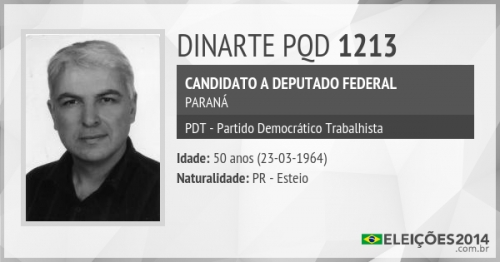 DINARTE PQD 1213
CANDIDATO A DEPUTADO FEDERAL
PARANÁ
PDT - Partido Democrático Trabalhista
Idade: 50 anos (23-03-1964)
Naturalidade: PR - Esteio
ELEIÇÕES2014
.com.br